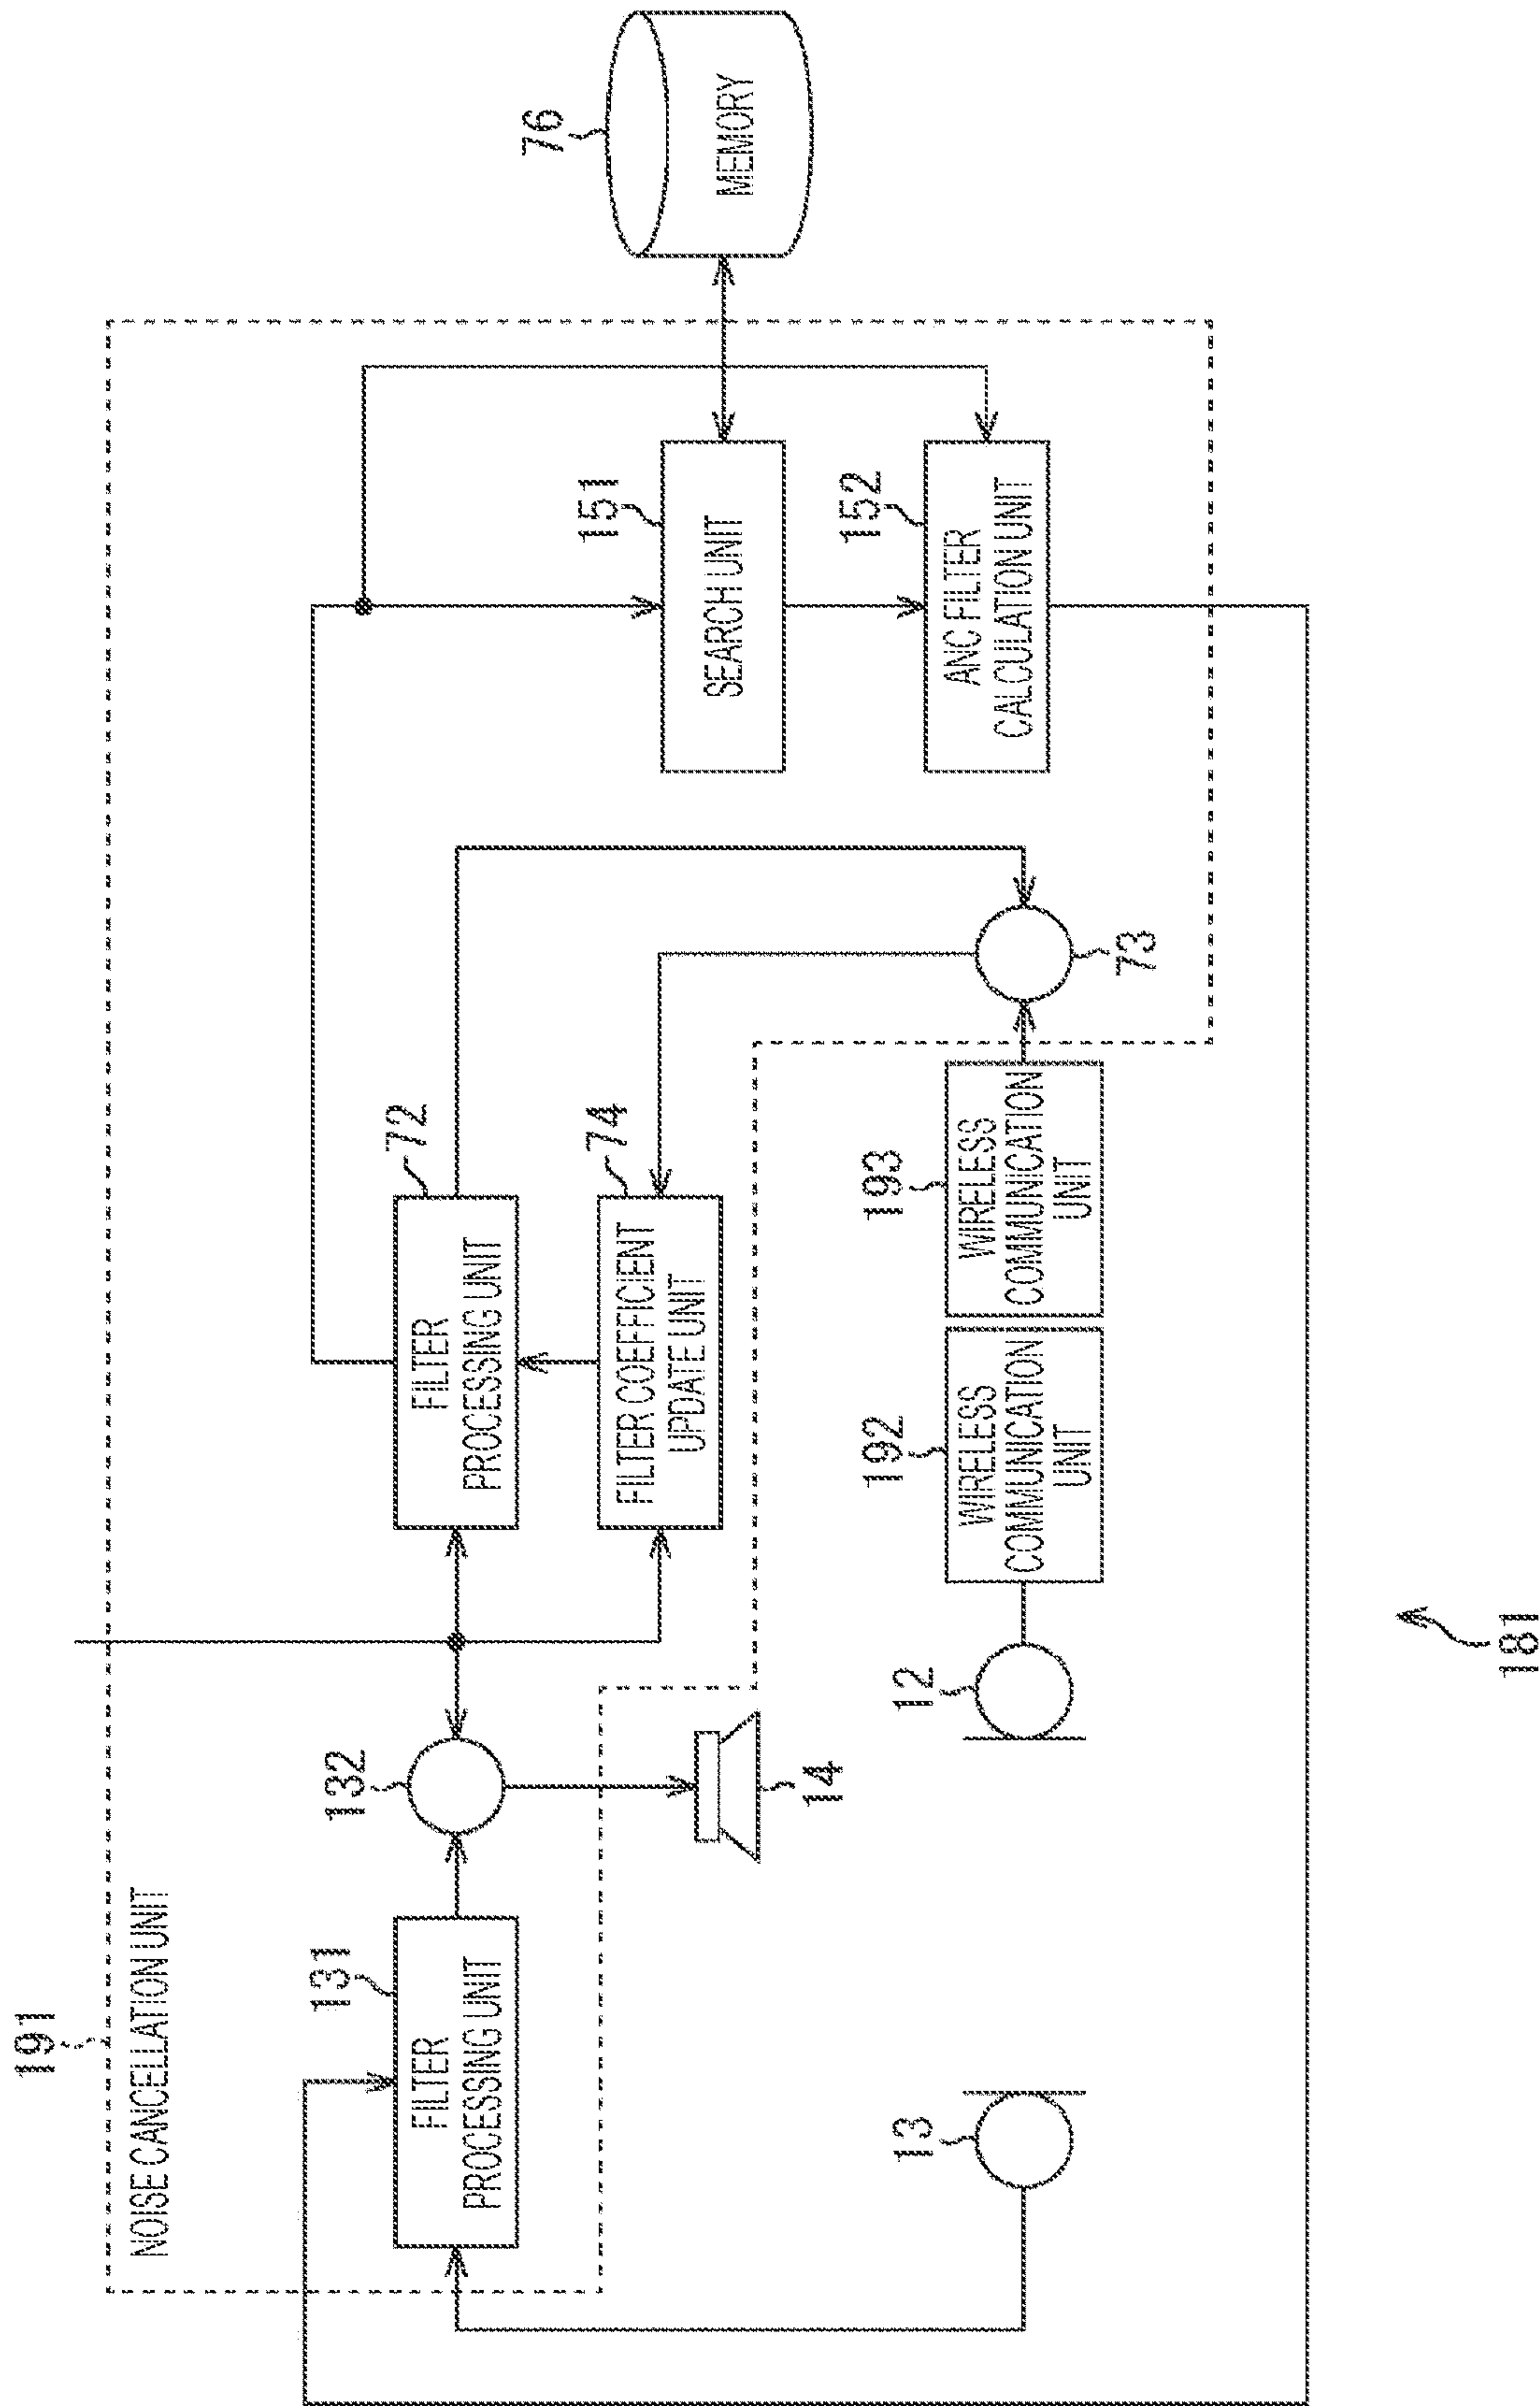 191
NOISE CANCELLATION UNIT
131
FILTER
PROCESSING UNIT
132
14
13
12
72
FILTER
PROCESSING UNIT
74
FILTER COEFFICIENT
UPDATE UNIT
192
WIRELESS
COMMUNICATION
UNIT
193
WIRELESS
COMMUNICATION
UNIT
73
151
SEARCH UNIT
152
ANC FILTER
CALCULATION UNIT
76
MEMORY
181